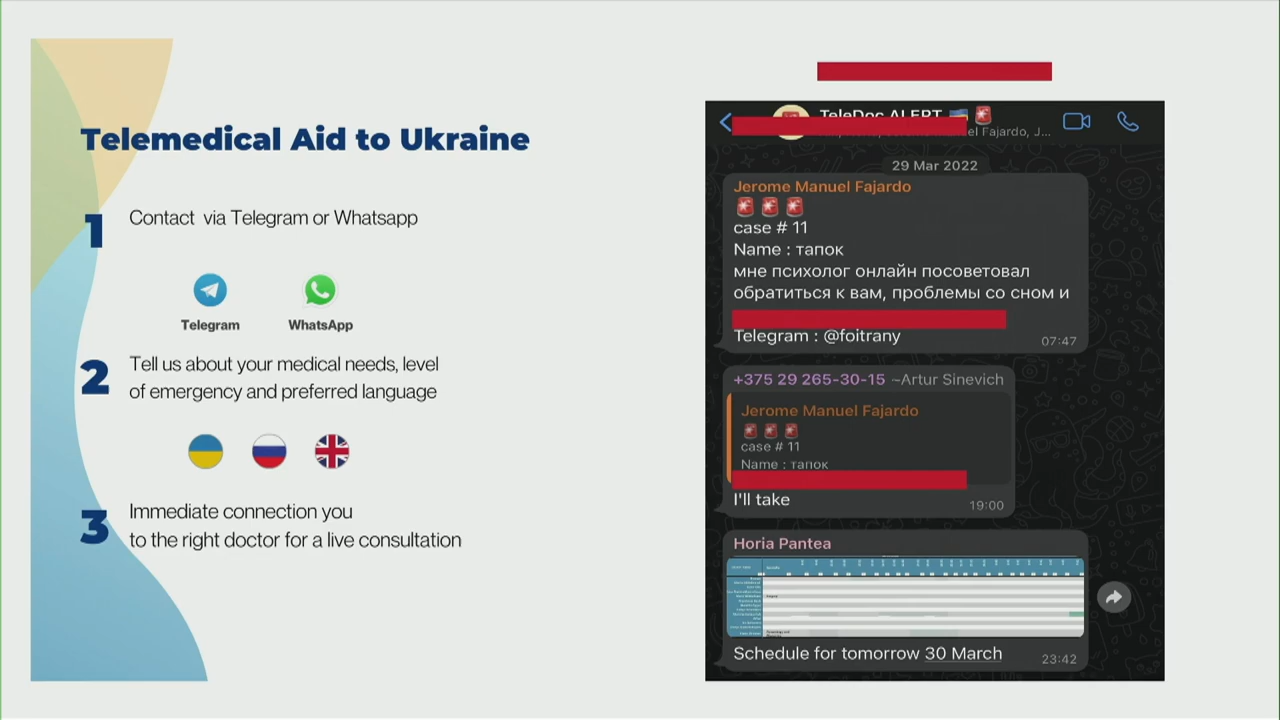 Telemedical Aid to Ukraine
1
Contact via Telegram or Whatsapp
Telegram
WhatsApp
2
Tell us about your medical needs, level
of emergency and preferred language
3
Immediate connection you
to the right doctor for a live consultation
TeleDoc ALERT
Fajardo, J...
29 Mar 2022
Jerome Manuel Fajardo
case # 11
Name : тапок
мне психолог онлайн посоветовал
обратиться к вам, проблемы со сном и
Telegram : @foitrany
07:47
+375 29 265-30-15 ~Artur Sinevich
Jerome Manuel Fajardo
case # 11
Name : тапок
I'll take
19:00
Horia Pantea
Schedule for tomorrow 30 March
23:42